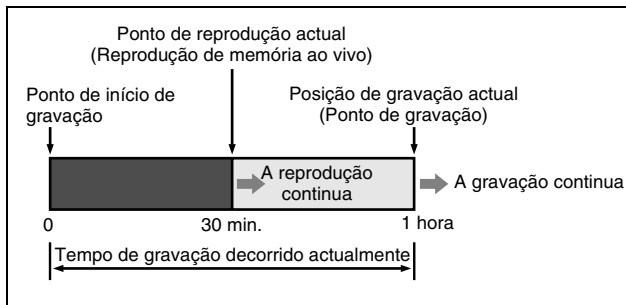 Ponto de reprodução actual
(Reprodução de memória ao vivo)
Ponto de início de
gravação
Posição de gravação actual
(Ponto de gravação)
A reprodução
continua
A gravação continua
0
30 min.
1 hora
Tempo de gravação decorrido actualmente